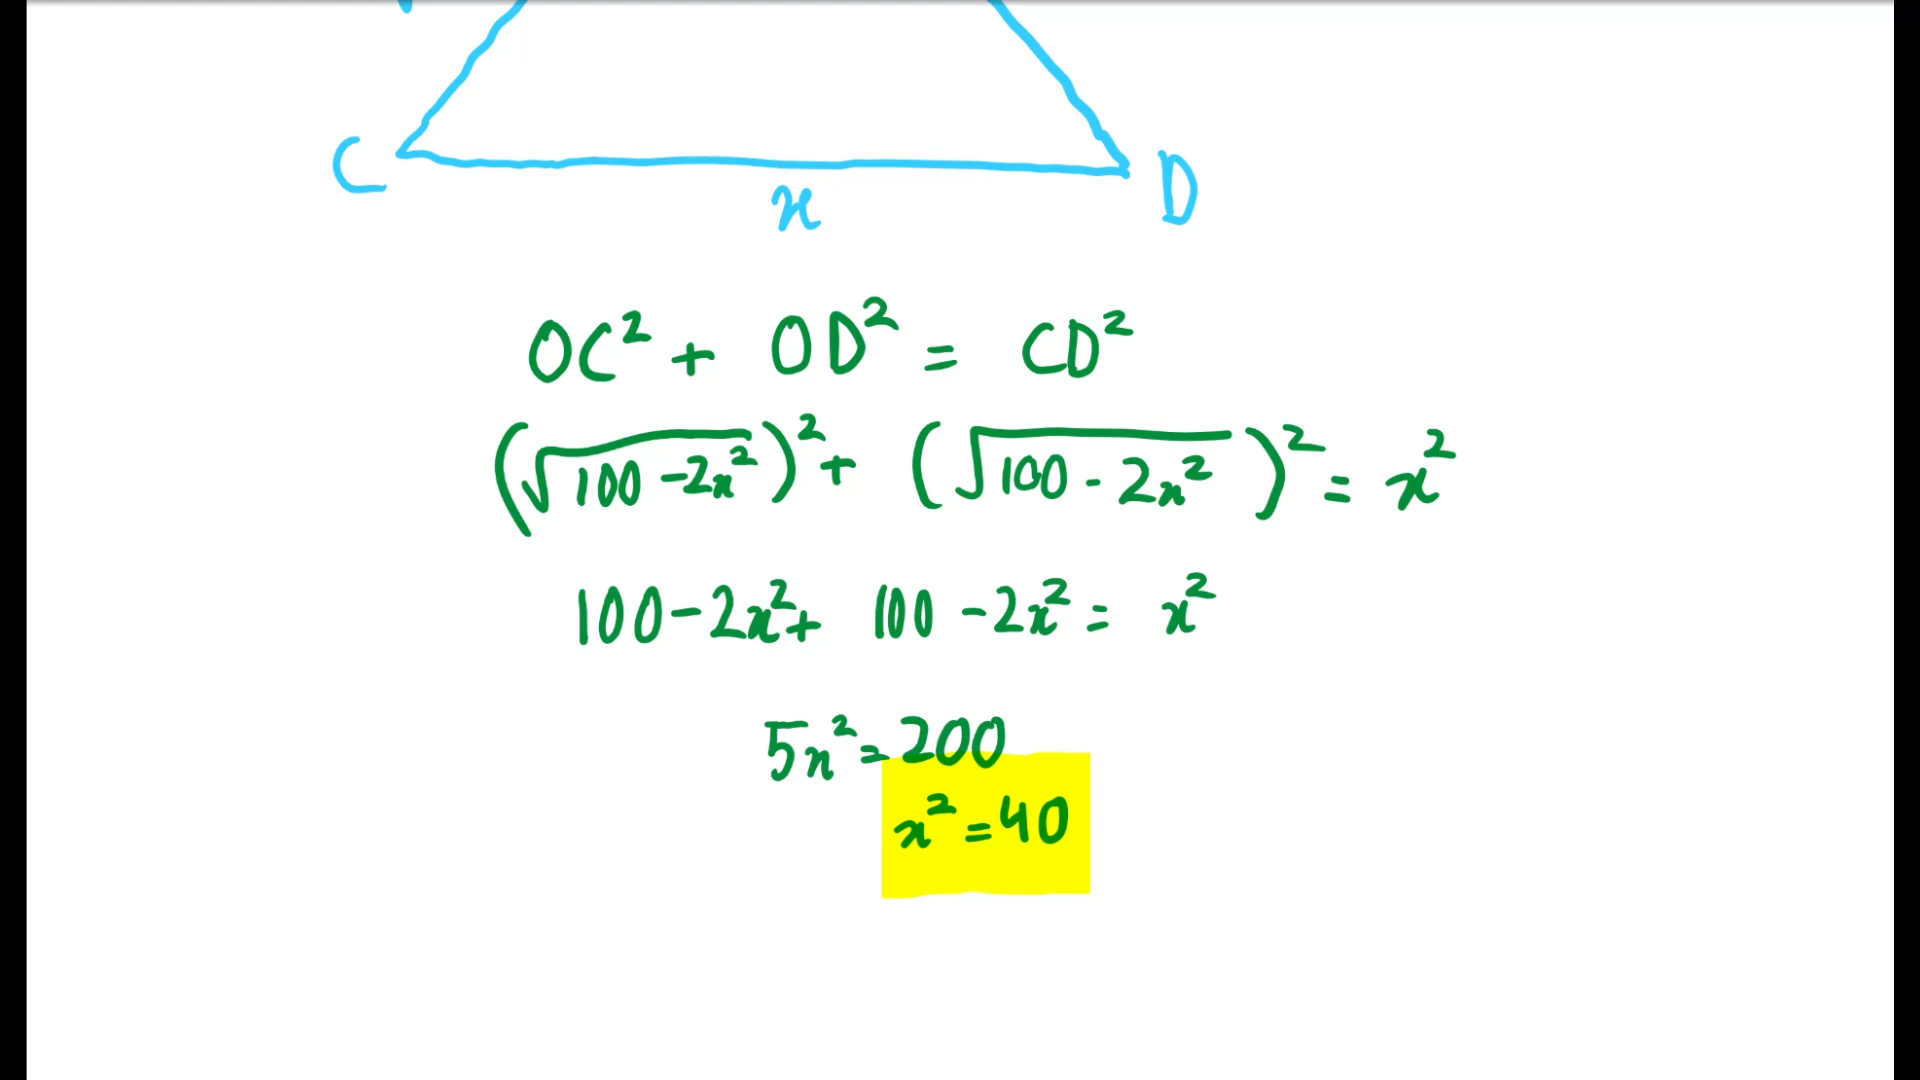 C
D
x
OC² + OD² = CD²
(√100 - 2x²)² + (√100 - 2x²)² = x²
100 - 2x² + 100 - 2x² = x²
5x² = 200
x² = 40